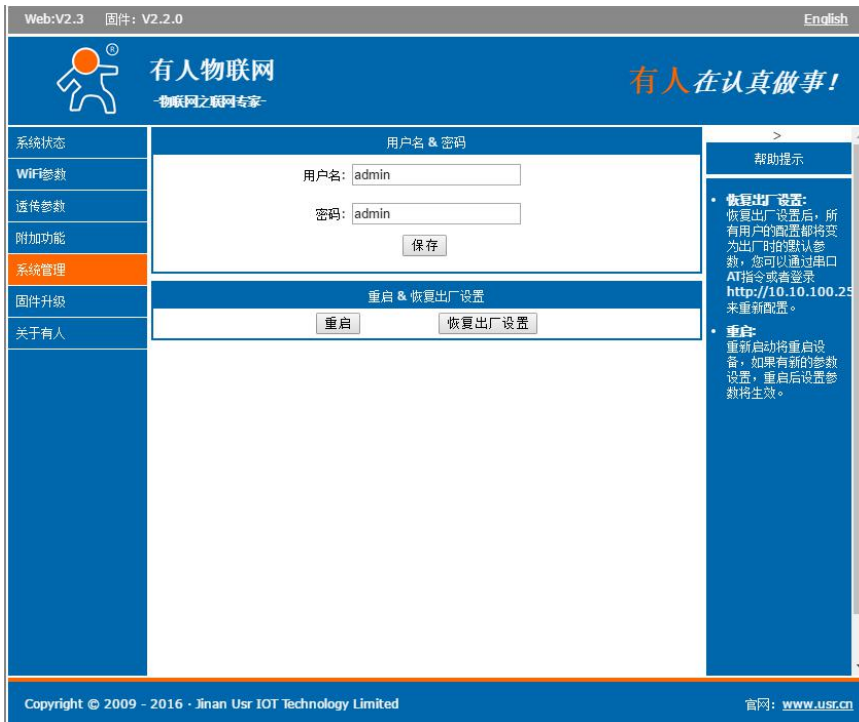 Web:V2.3 固件: V2.2.0 English
®
有人物联网
-物联网之联网专家-
有人在认真做事!
系统状态
WiFi参数
透传参数
附加功能
系统管理
固件升级
关于有人
用户名 & 密码
用户名: admin
密码: admin
保存
重启 & 恢复出厂设置
重启 恢复出厂设置
>
帮助提示
• 恢复出厂设置:
恢复出厂设置后，所
有用户的配置都将变
为出厂时的默认参
数，您可以通过串口
AT指令或者登录
http://10.10.100.25
来重新配置。
• 重启:
重新启动将重启设
备，如果有新的参数
设置，重启后设置参
数将生效。
Copyright © 2009 - 2016 · Jinan Usr IOT Technology Limited 官网: www.usr.cn